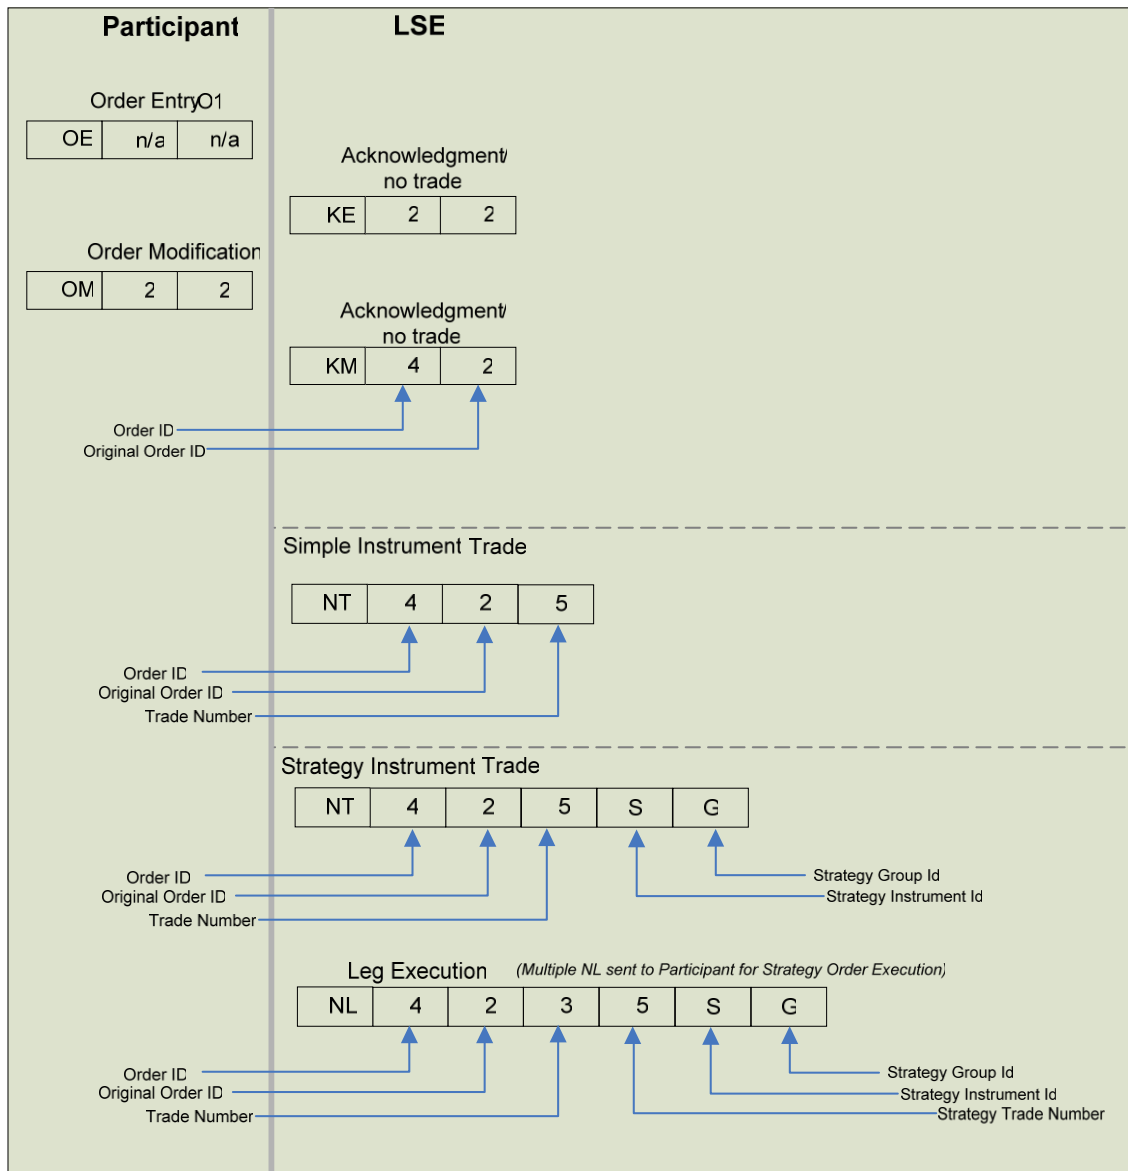 Participant LSE
Order EntryO1
OE n/a n/a
Acknowledgment/
no trade
KE 2 2
Order Modification
OM 2 2
Acknowledgment/
no trade
KM 4 2
Order ID
Original Order ID
Simple Instrument Trade
NT 4 2 5
Order ID
Original Order ID
Trade Number
Strategy Instrument Trade
NT 4 2 5 S G
Order ID Strategy Group Id
Original Order ID Strategy Instrument Id
Trade Number
Leg Execution (Multiple NL sent to Participant for Strategy Order Execution)
NL 4 2 3 5 S G
Order ID Strategy Group Id
Original Order ID Strategy Instrument Id
Trade Number Strategy Trade Number